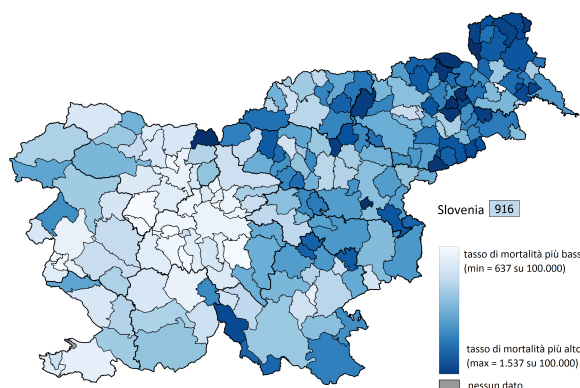 Slovenia 916
tasso di mortalità più bass
(min = 637 su 100.000)
tasso di mortalità più alto
(max = 1.537 su 100.000)
nessun dato